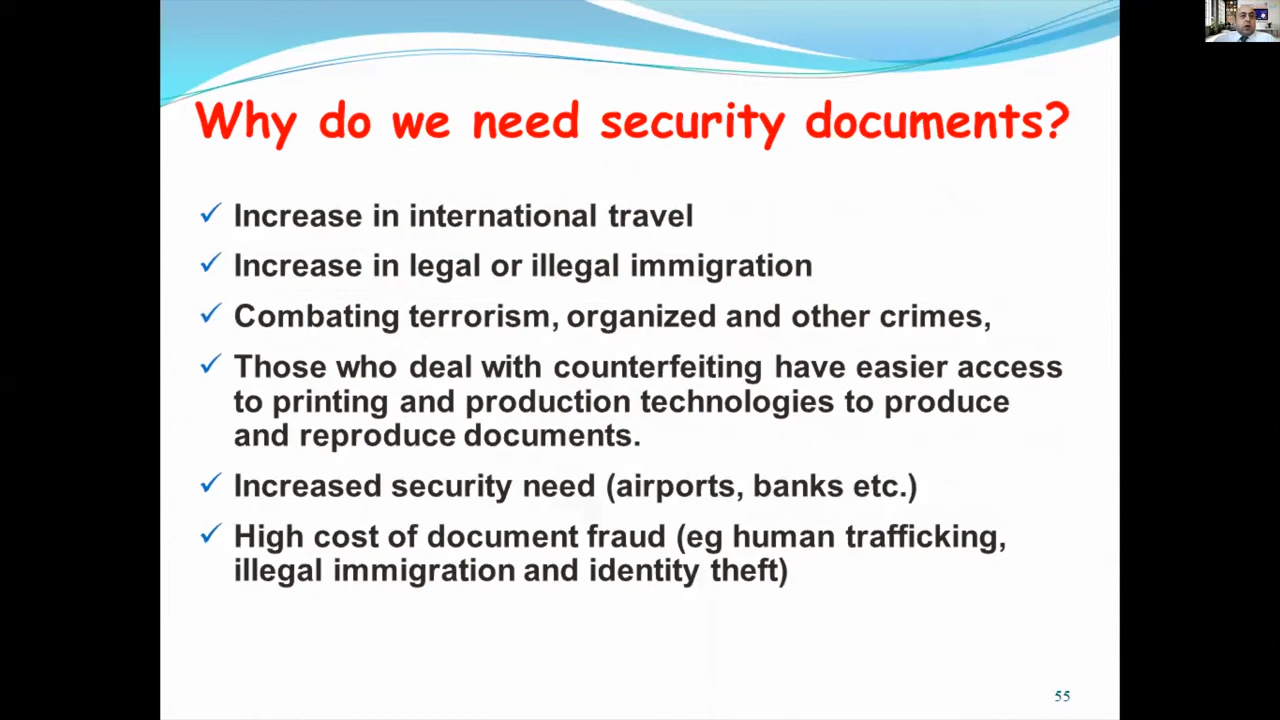 Why do we need security documents?
✓ Increase in international travel
✓ Increase in legal or illegal immigration
✓ Combating terrorism, organized and other crimes,
✓ Those who deal with counterfeiting have easier access
to printing and production technologies to produce
and reproduce documents.
✓ Increased security need (airports, banks etc.)
✓ High cost of document fraud (eg human trafficking,
illegal immigration and identity theft)
55